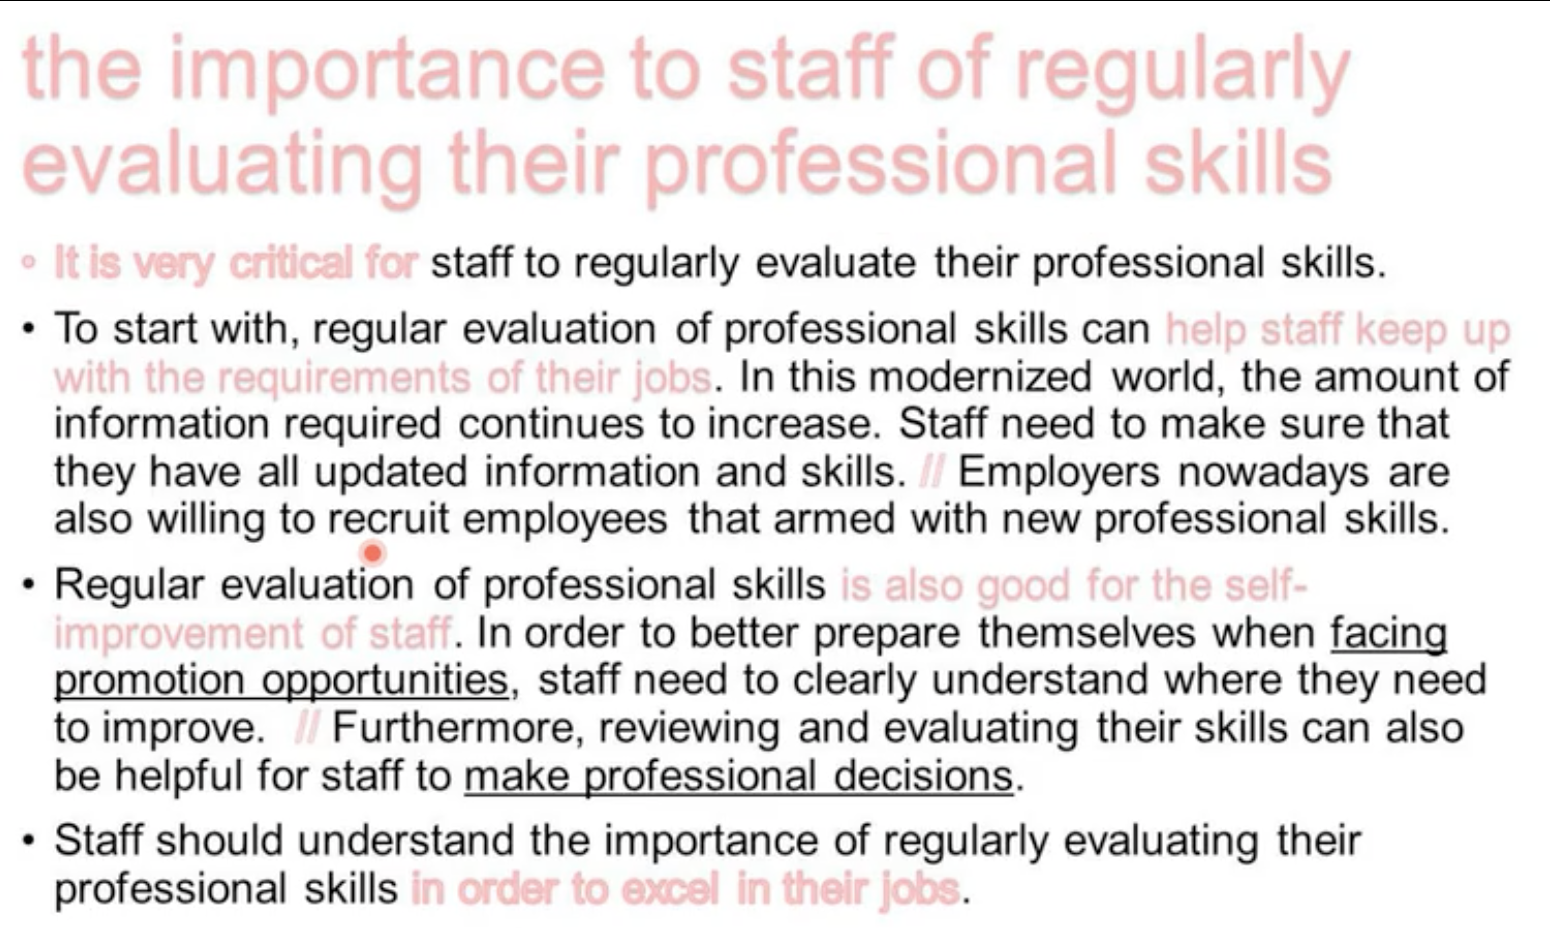 the importance to staff of regularly
evaluating their professional skills
It is very critical for staff to regularly evaluate their professional skills.
• To start with, regular evaluation of professional skills can help staff keep up
with the requirements of their jobs. In this modernized world, the amount of
information required continues to increase. Staff need to make sure that
they have all updated information and skills. // Employers nowadays are
also willing to recruit employees that armed with new professional skills.
• Regular evaluation of professional skills is also good for the self-
improvement of staff. In order to better prepare themselves when facing
promotion opportunities, staff need to clearly understand where they need
to improve. // Furthermore, reviewing and evaluating their skills can also
be helpful for staff to make professional decisions.
• Staff should understand the importance of regularly evaluating their
professional skills in order to excel in their jobs.